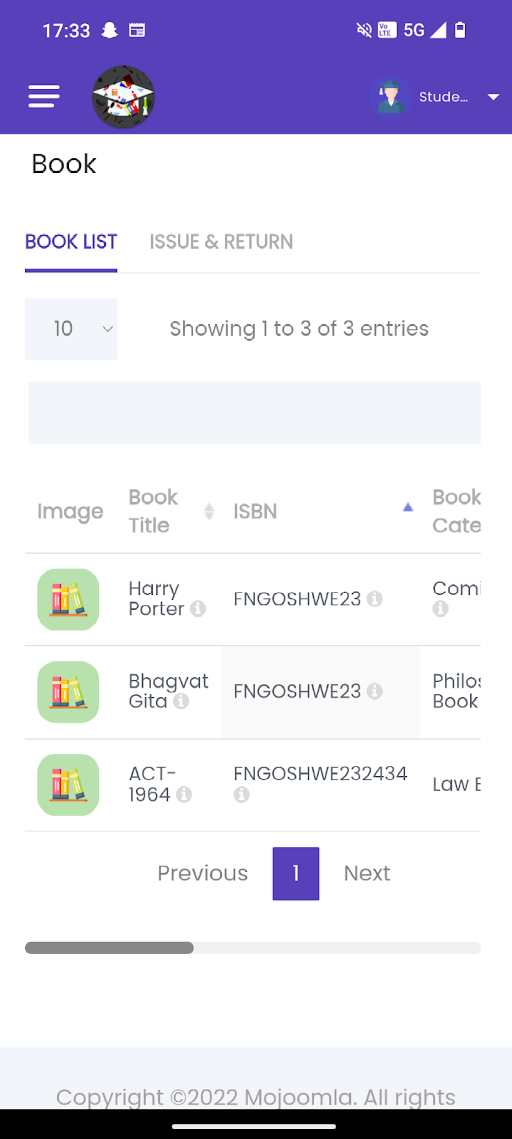 17:33 Vo LTE 5G
Stude...
Book
BOOK LIST ISSUE & RETURN
10 Showing 1 to 3 of 3 entries
Image Book Title ISBN Book Cate
Harry Porter FNGOSHWE23 Comi
Bhagvat Gita FNGOSHWE23 Philos Book
ACT-1964 FNGOSHWE232434 Law B
Previous 1 Next
Copyright ©2022 Mojoomla. All rights